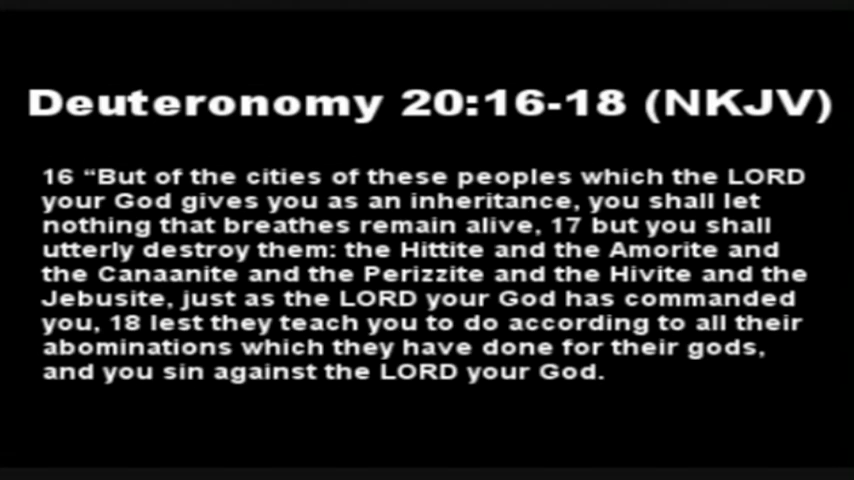 Deuteronomy 20:16-18 (NKJV)
16 “But of the cities of these peoples which the LORD
your God gives you as an inheritance, you shall let
nothing that breathes remain alive, 17 but you shall
utterly destroy them: the Hittite and the Amorite and
the Canaanite and the Perizzite and the Hivite and the
Jebusite, just as the LORD your God has commanded
you, 18 lest they teach you to do according to all their
abominations which they have done for their gods,
and you sin against the LORD your God.